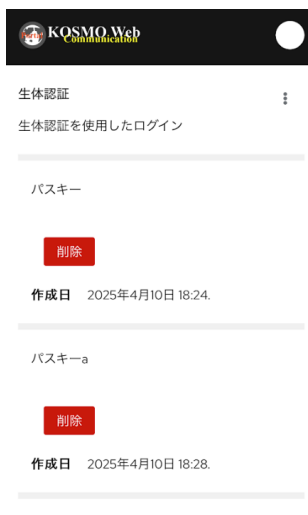 KOSMO.Web
Communication
生体認証
生体認証を使用したログイン
パスキー
削除
作成日 2025年4月10日 18:24.
パスキーa
削除
作成日 2025年4月10日 18:28.